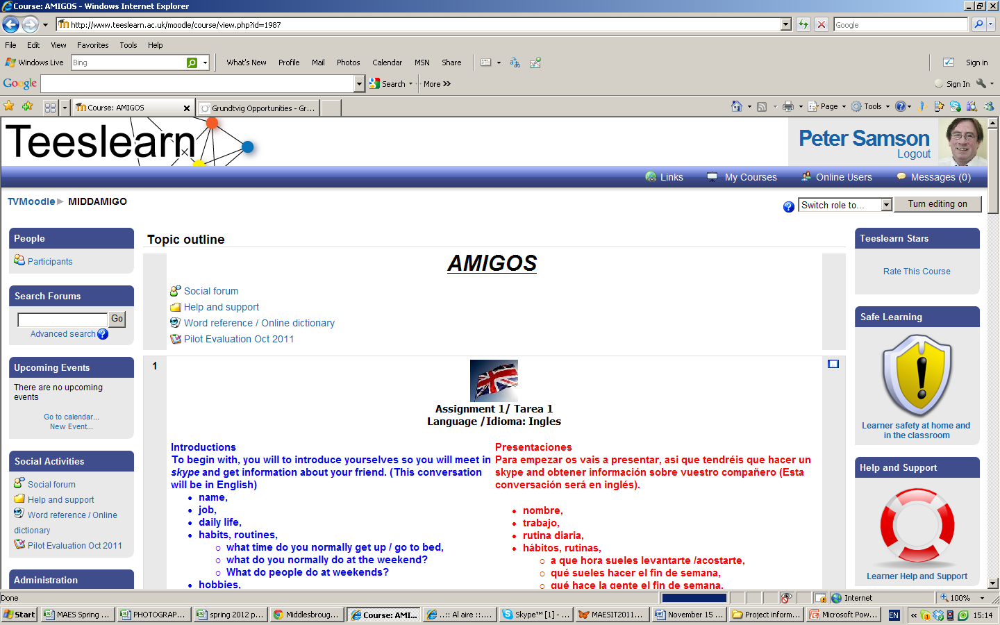 Course: AMIGOS - Windows Internet Explorer
http://www.teeslearn.ac.uk/moodle/course/view.php?id=1987
Google
File Edit View Favorites Tools Help
Windows Live Bing What's New Profile Mail Photos Calendar MSN Share Sign in
Google Search More >> Sign In
Course: AMIGOS Grundtvig Opportunities - Gr... Page Tools
Teeslearn
Peter Samson
Logout
Links My Courses Online Users Messages (0)
TVMoodle ► MIDDAMIGO
Switch role to... Turn editing on
People
Participants
Search Forums
Go
Advanced search
Upcoming Events
There are no upcoming
events
Go to calendar...
New Event...
Social Activities
Social forum
Help and support
Word reference / Online
dictionary
Pilot Evaluation Oct 2011
Administration
Topic outline
AMIGOS
Social forum
Help and support
Word reference / Online dictionary
Pilot Evaluation Oct 2011
1
Assignment 1/ Tarea 1
Language /Idioma: Ingles
Introductions
To begin with, you will to introduce yourselves so you will meet in
skype and get information about your friend. (This conversation
will be in English)
• name,
• job,
• daily life,
• habits, routines,
○ what time do you normally get up / go to bed,
○ what do you normally do at the weekend?
○ What do people do at weekends?
• hobbies,
Presentaciones
Para empezar os vais a presentar, asi que tendréis que hacer un
skype and obtener información sobre vuestro compañero (Esta
conversación será en inglés).
• nombre,
• trabajo,
• rutina diaria,
• hábitos, rutinas,
○ a que hora sueles levantarte /acostarte,
○ qué sueles hacer el fin de semana,
○ qué hace la gente el fin de semana.
Teeslearn Stars
Rate This Course
Safe Learning
Learner safety at home and
in the classroom
Help and Support
Learner Help and Support
Done Internet 100%
Start MAES Spring ... PHOTOGRAP... spring 2012 p... Middlesbroug... Course: AMI... ..:: Al aire ::.... Skype™ [1] - ... MAESIT2011... November 15 ... Project inform... Microsoft Pow... EN 15:14